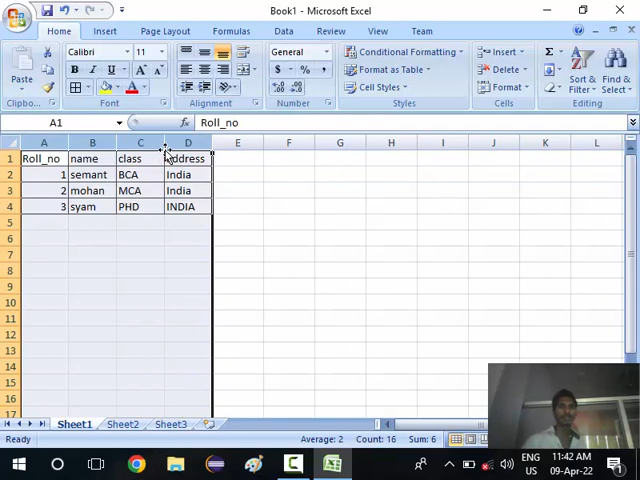 Book1 - Microsoft Excel
Home Insert Page Layout Formulas Data Review View Team
Paste
Clipboard...
Calibri 11
B I U A A
Font
Alignment
General
$ % ,
Number
Conditional Formatting
Format as Table
Cell Styles
Styles
Insert
Delete
Format
Cells
Σ
Sort &
Filter
Find &
Select
Editing
A1 fx Roll_no
A B C D E F G H I J K L
1 Roll_no name class address
2 1 semant BCA India
3 2 mohan MCA India
4 3 syam PHD INDIA
5
6
7
8
9
10
11
12
13
14
15
16
17
Sheet1 Sheet2 Sheet3
Ready Average: 2 Count: 16 Sum: 6
ENG
US
11:42 AM
09-Apr-22